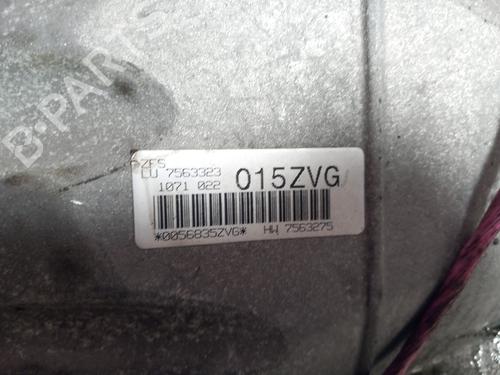 B-PARTS
ZFS
LU 7563323
1071 022 015ZVG
*0056835ZVG* HW 7563275